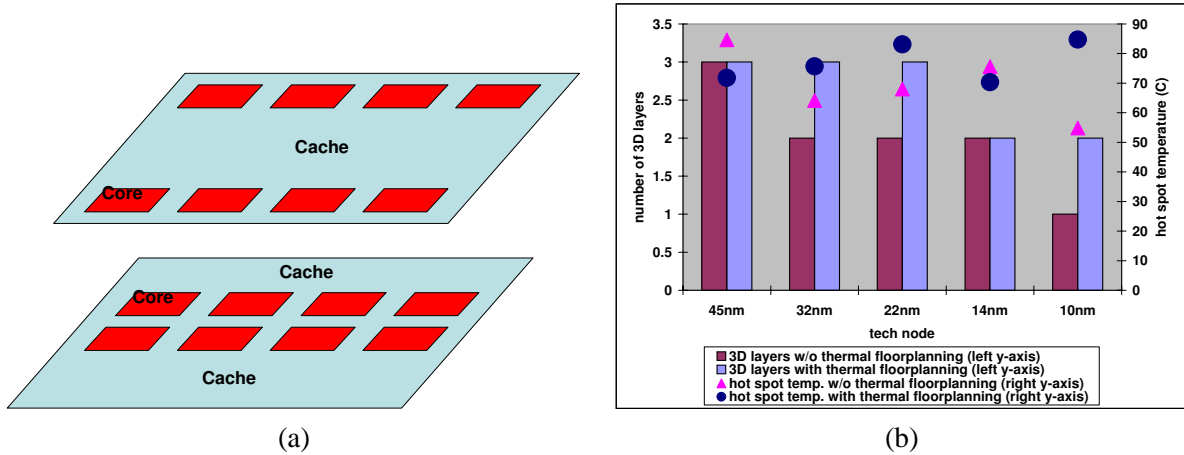 Cache
Core
Cache
Core
Cache
(a)
3.5
3
2.5
2
1.5
1
0.5
0
number of 3D layers
90
80
70
60
50
40
30
20
10
0
hot spot temperature (C)
45nm 32nm 22nm 14nm 10nm
tech node
3D layers w/o thermal floorplanning (left y-axis)
3D layers with thermal floorplanning (left y-axis)
hot spot temp. w/o thermal floorplanning (right y-axis)
hot spot temp. with thermal floorplanning (right y-axis)
(b)